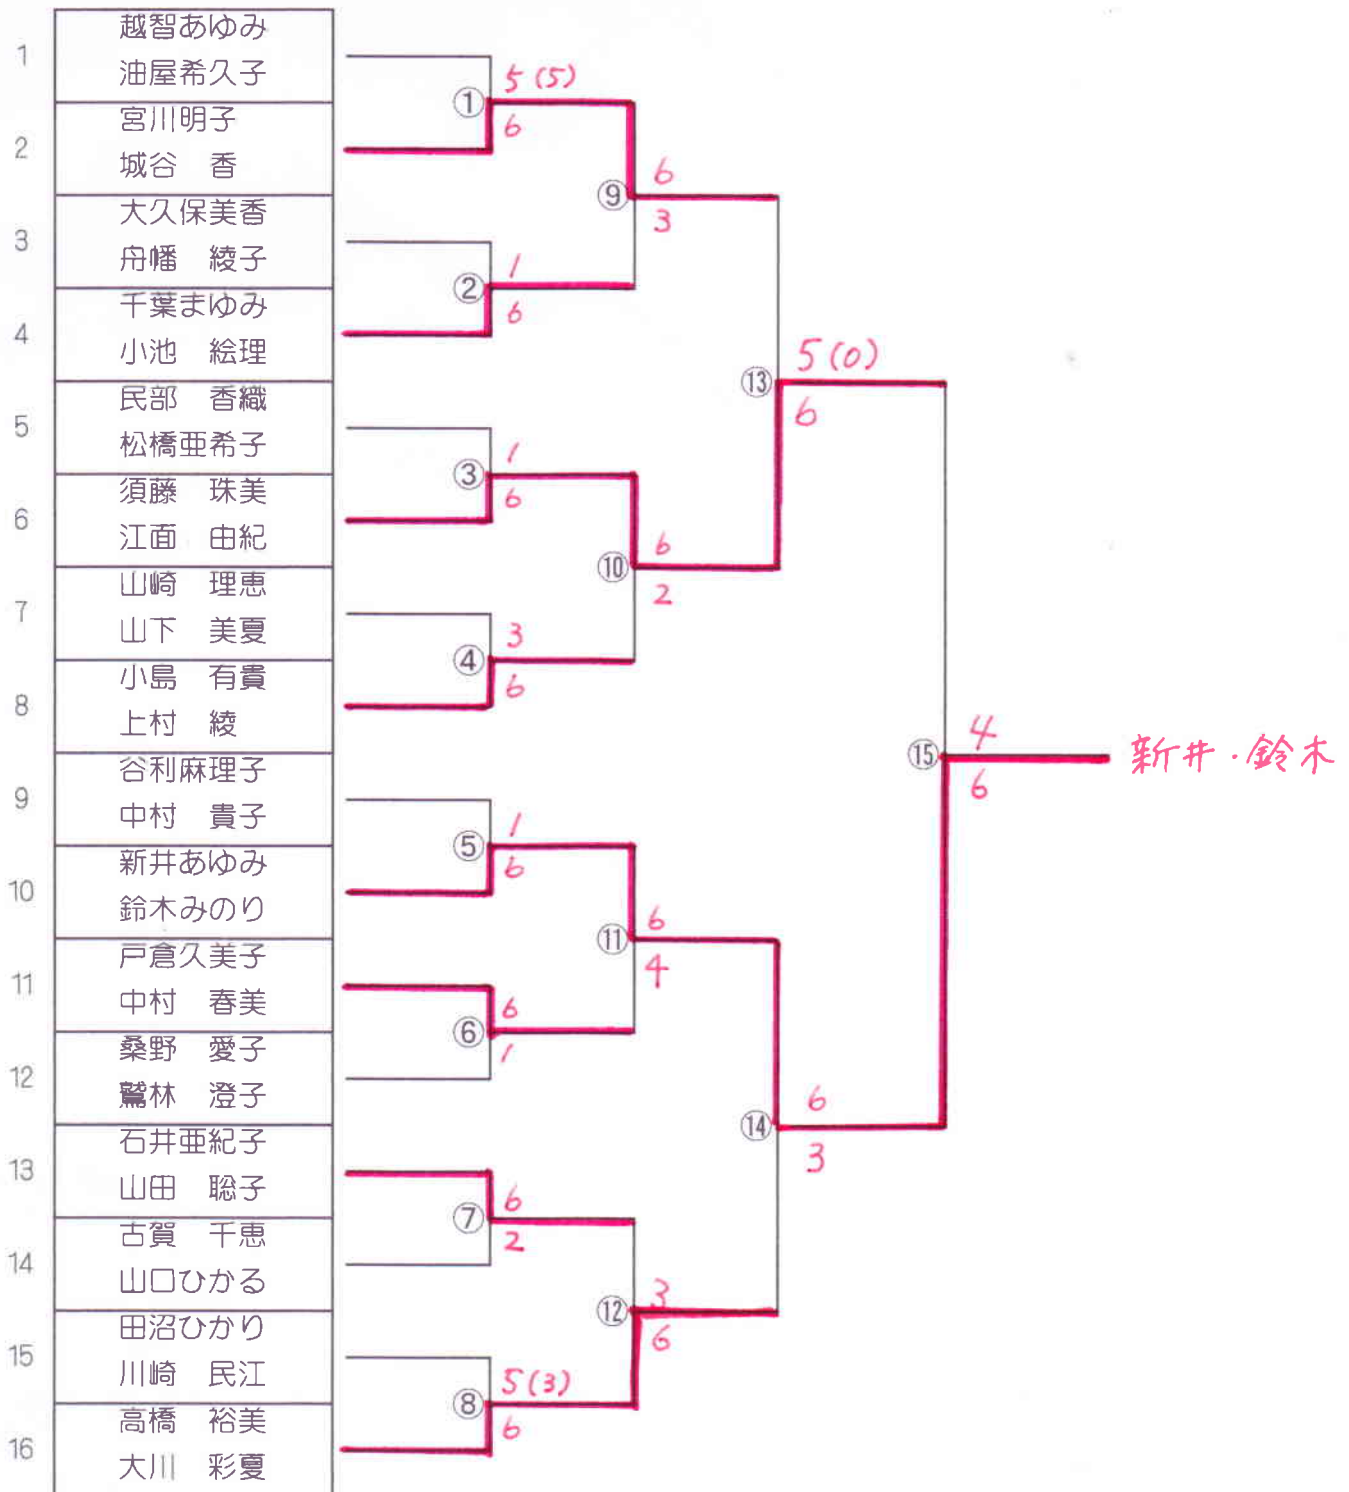 越智あゆみ
1
油屋希久子
5 (5)
①
宮川明子
6
2
城谷 香
6
⑨
大久保美香
3
3
舟幡 綾子
1
②
千葉まゆみ
6
4
小池 絵理
5 (0)
⑬
民部 香織
6
5
松橋亜希子
1
③
須藤 珠美
6
6
江面 由紀
6
⑩
山崎 理恵
2
7
山下 美夏
3
④
小島 有貴
6
8
上村 綾
4
⑮
新井・鈴木
谷利麻理子
6
9
中村 貴子
1
⑤
新井あゆみ
6
10
鈴木みのり
6
⑪
戸倉久美子
4
11
中村 春美
6
⑥
桑野 愛子
1
12
鷲林 澄子
6
⑭
石井亜紀子
3
13
山田 聡子
6
⑦
古賀 千恵
2
14
山口ひかる
3
⑫
田沼ひかり
6
15
川崎 民江
5 (3)
⑧
高橋 裕美
6
16
大川 彩夏